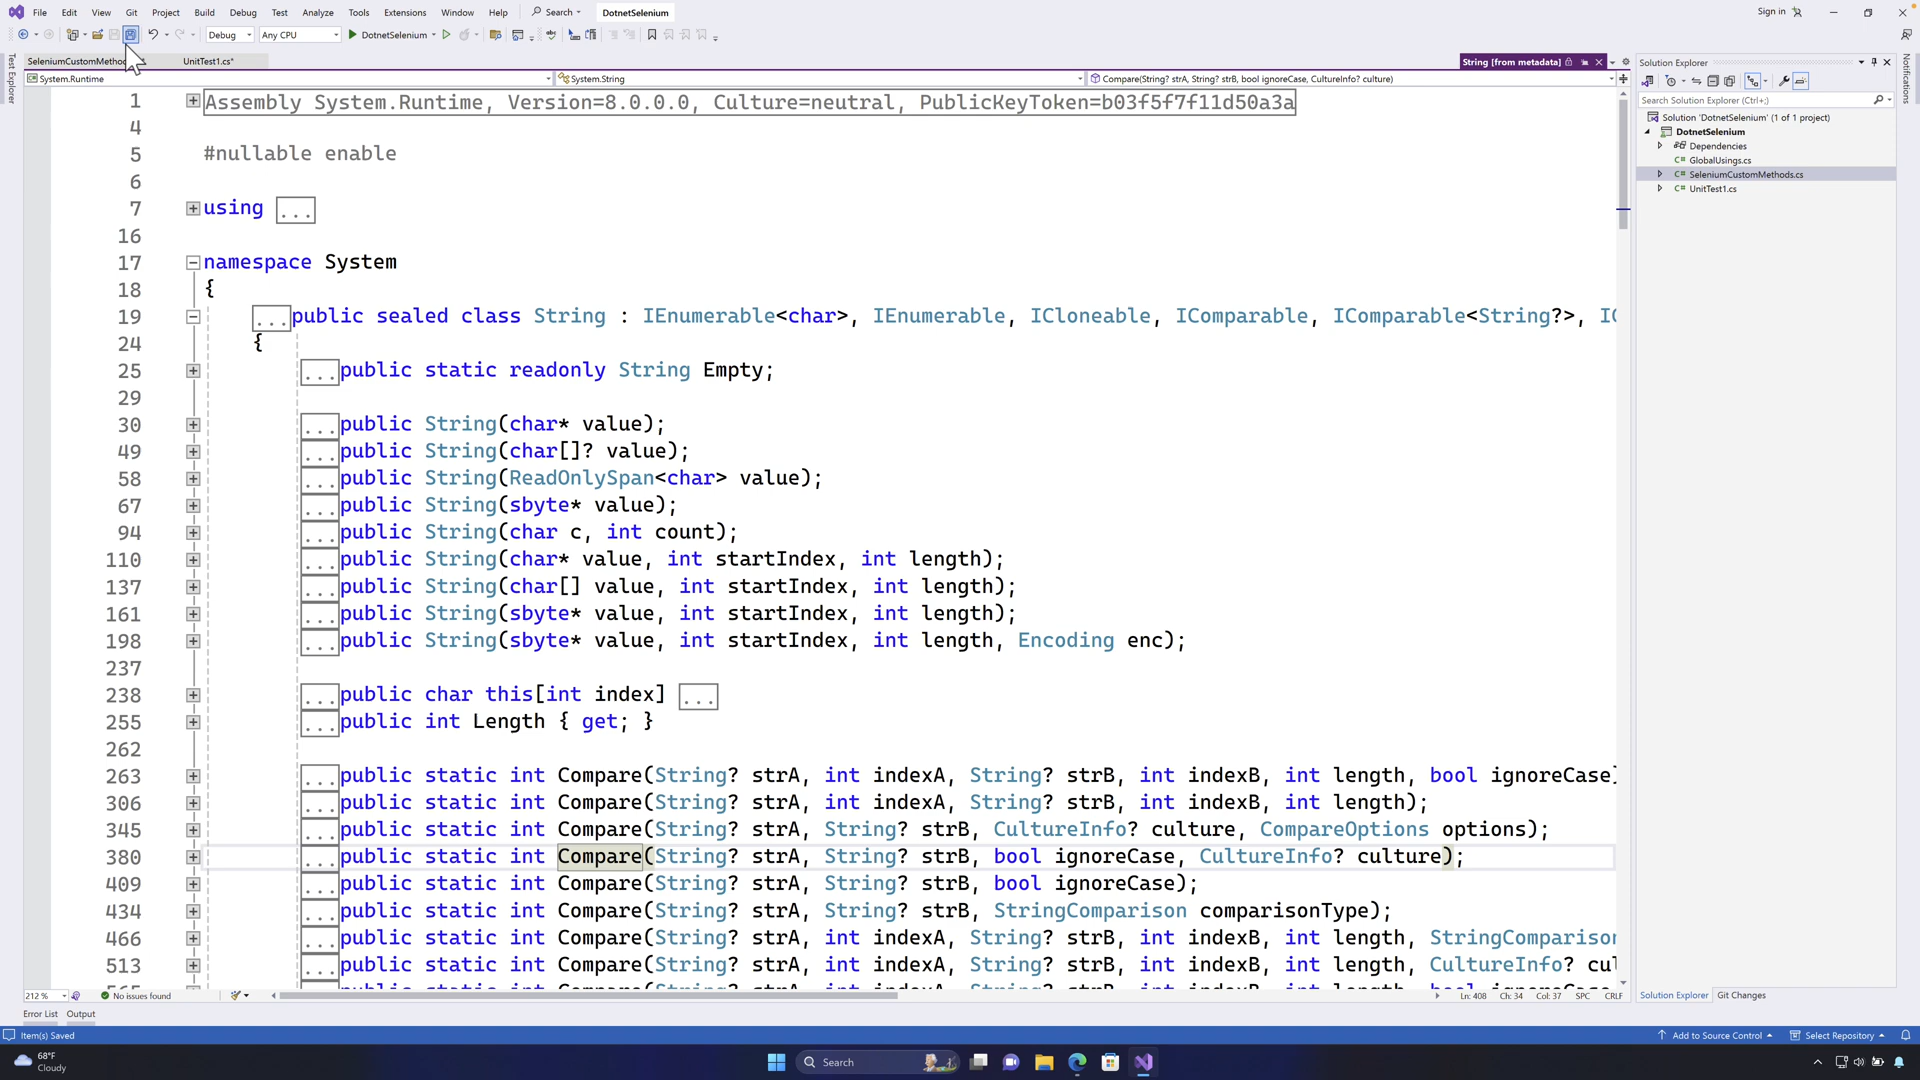 File Edit View Git Project Build Debug Test Analyze Tools Extensions Window Help Search DotnetSelenium Sign in
Debug Any CPU DotnetSelenium
SeleniumCustomMetho UnitTest1.cs* String [from metadata]
System.Runtime System.String Compare(String? strA, String? strB, bool ignoreCase, CultureInfo? culture)
Test Explorer
1 Assembly System.Runtime, Version=8.0.0.0, Culture=neutral, PublicKeyToken=b03f5f7f11d50a3a
4
5 #nullable enable
6
7 using ...
16
17 namespace System
18 {
19 ...public sealed class String : IEnumerable<char>, IEnumerable, ICloneable, IComparable, IComparable<String?>, IC
24 {
25 ...public static readonly String Empty;
29
30 ...public String(char* value);
49 ...public String(char[]? value);
58 ...public String(ReadOnlySpan<char> value);
67 ...public String(sbyte* value);
94 ...public String(char c, int count);
110 ...public String(char* value, int startIndex, int length);
137 ...public String(char[] value, int startIndex, int length);
161 ...public String(sbyte* value, int startIndex, int length);
198 ...public String(sbyte* value, int startIndex, int length, Encoding enc);
237
238 ...public char this[int index] ...
255 ...public int Length { get; }
262
263 ...public static int Compare(String? strA, int indexA, String? strB, int indexB, int length, bool ignoreCase)
306 ...public static int Compare(String? strA, int indexA, String? strB, int indexB, int length);
345 ...public static int Compare(String? strA, String? strB, CultureInfo? culture, CompareOptions options);
380 ...public static int Compare(String? strA, String? strB, bool ignoreCase, CultureInfo? culture);
409 ...public static int Compare(String? strA, String? strB, bool ignoreCase);
434 ...public static int Compare(String? strA, String? strB, StringComparison comparisonType);
466 ...public static int Compare(String? strA, int indexA, String? strB, int indexB, int length, StringComparison
513 ...public static int Compare(String? strA, int indexA, String? strB, int indexB, int length, CultureInfo? cul
212 % No issues found Ln: 408 Ch: 34 Col: 37 SPC CRLF
Solution Explorer
Search Solution Explorer (Ctrl+;)
Solution 'DotnetSelenium' (1 of 1 project)
DotnetSelenium
Dependencies
C# GlobalUsings.cs
C# SeleniumCustomMethods.cs
C# UnitTest1.cs
Notifications
Solution Explorer Git Changes
Error List Output
Item(s) Saved Add to Source Control Select Repository
68°F
Cloudy
Search